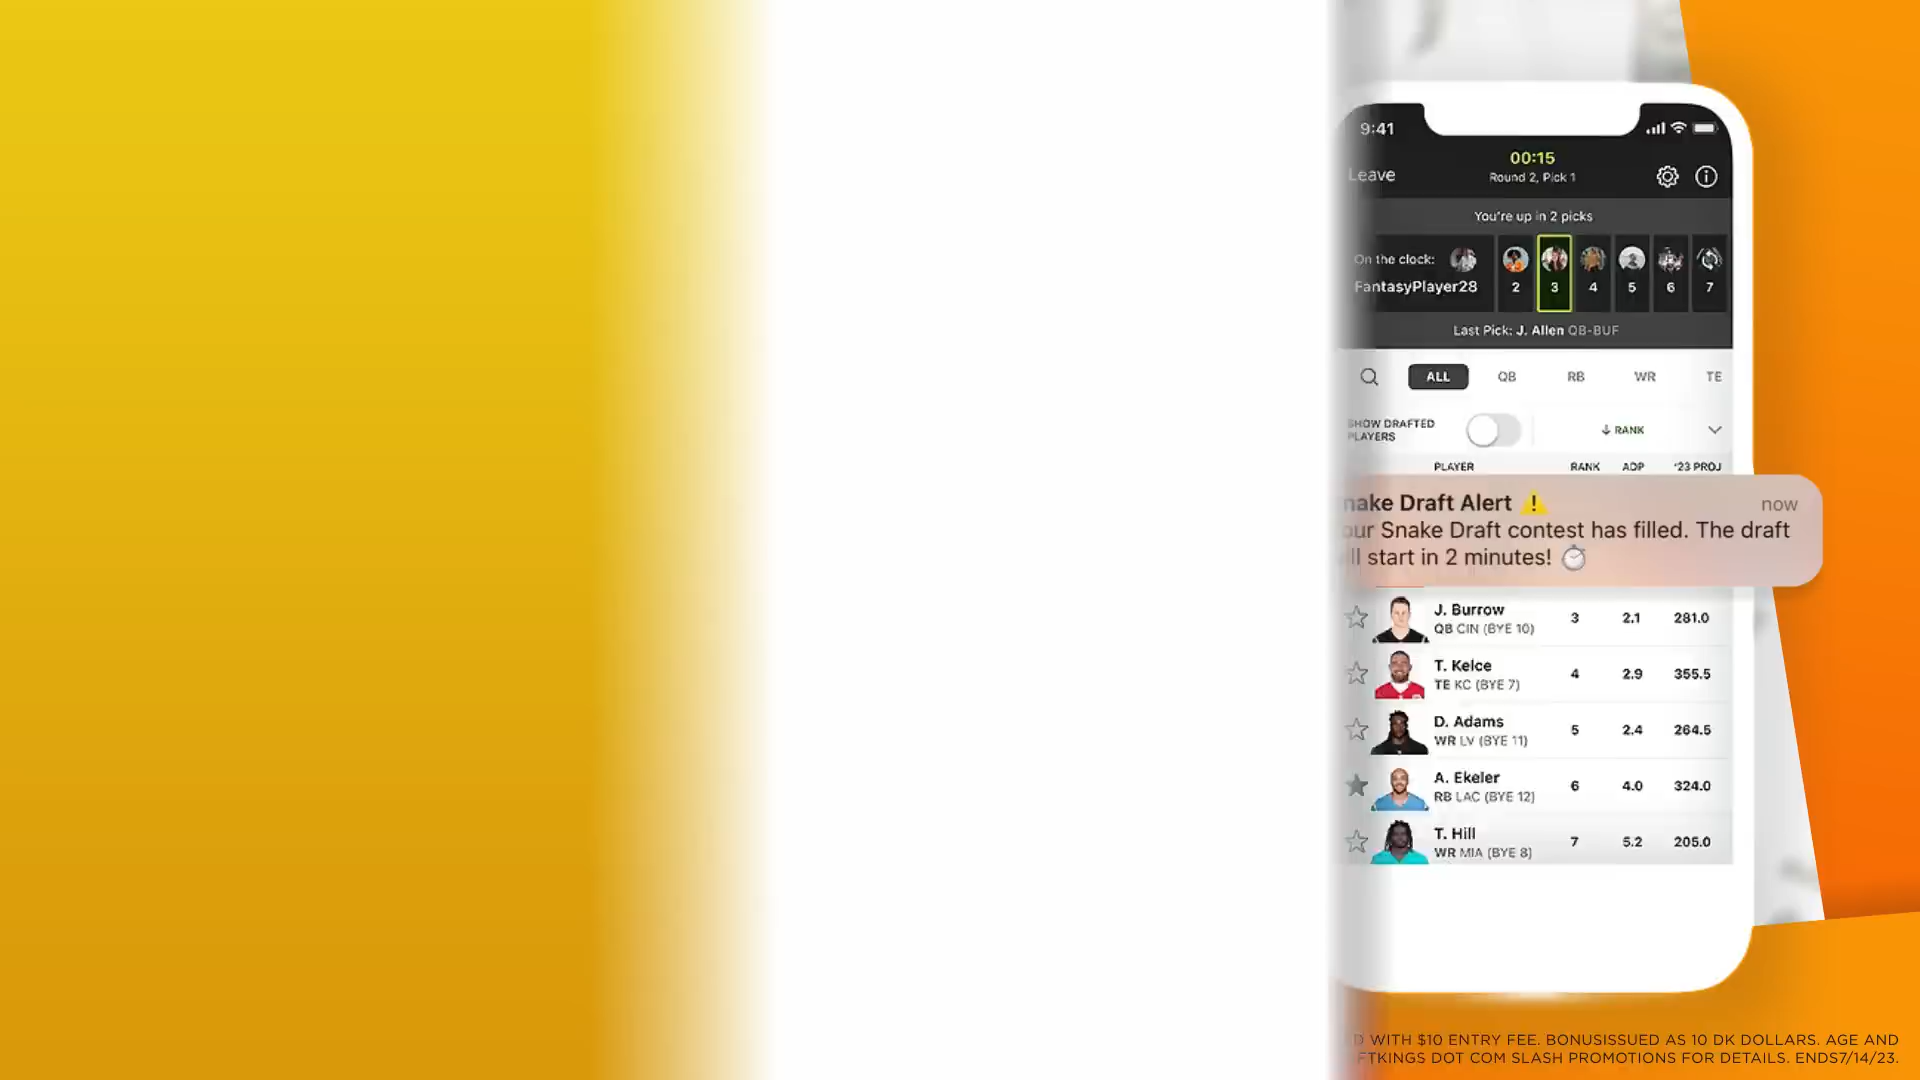 9:41
00:15
Leave
Round 2, Pick 1
You're up in 2 picks
On the clock:
FantasyPlayer28
2 3 4 5 6 7
Last Pick: J. Allen QB-BUF
ALL QB RB WR TE
SHOW DRAFTED
PLAYERS
RANK
PLAYER RANK ADP '23 PROJ
nake Draft Alert ⚠️ now
our Snake Draft contest has filled. The draft
ll start in 2 minutes! ⏱️
J. Burrow
QB CIN (BYE 10) 3 2.1 281.0
T. Kelce
TE KC (BYE 7) 4 2.9 355.5
D. Adams
WR LV (BYE 11) 5 2.4 264.5
A. Ekeler
RB LAC (BYE 12) 6 4.0 324.0
T. Hill
WR MIA (BYE 8) 7 5.2 205.0
D WITH $10 ENTRY FEE. BONUSISSUED AS 10 DK DOLLARS. AGE AND
FTKINGS DOT COM SLASH PROMOTIONS FOR DETAILS. ENDS7/14/23.